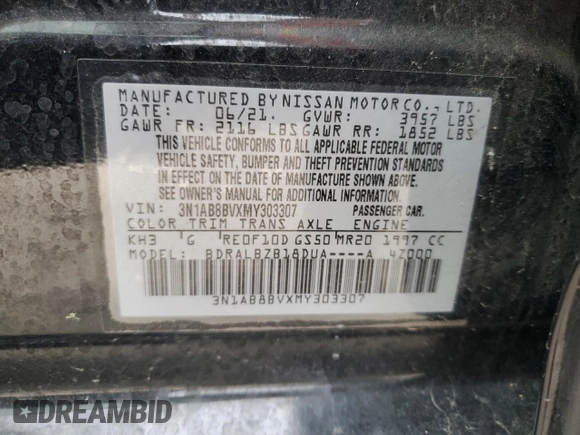 MANUFACTURED BY NISSAN MOTOR CO., LTD.
DATE: 06/21. GVWR: 3957 LBS
GAWR FR: 2116 LBS GAWR RR: 1852 LBS
THIS VEHICLE CONFORMS TO ALL APPLICABLE FEDERAL MOTOR
VEHICLE SAFETY, BUMPER AND THEFT PREVENTION STANDARDS
IN EFFECT ON THE DATE OF MANUFACTURE SHOWN ABOVE.
SEE OWNER'S MANUAL FOR ADDITIONAL INFORMATION.
VIN: 3N1AB8BVXMY303307 PASSENGER CAR.
COLOR TRIM TRANS AXLE ENGINE
KH3 G RE0F10D GS50 MR20 1997 CC
MODEL: BDRALBZB18DUA----A 4Z000
3N1AB8BVXMY303307
DREAMBID